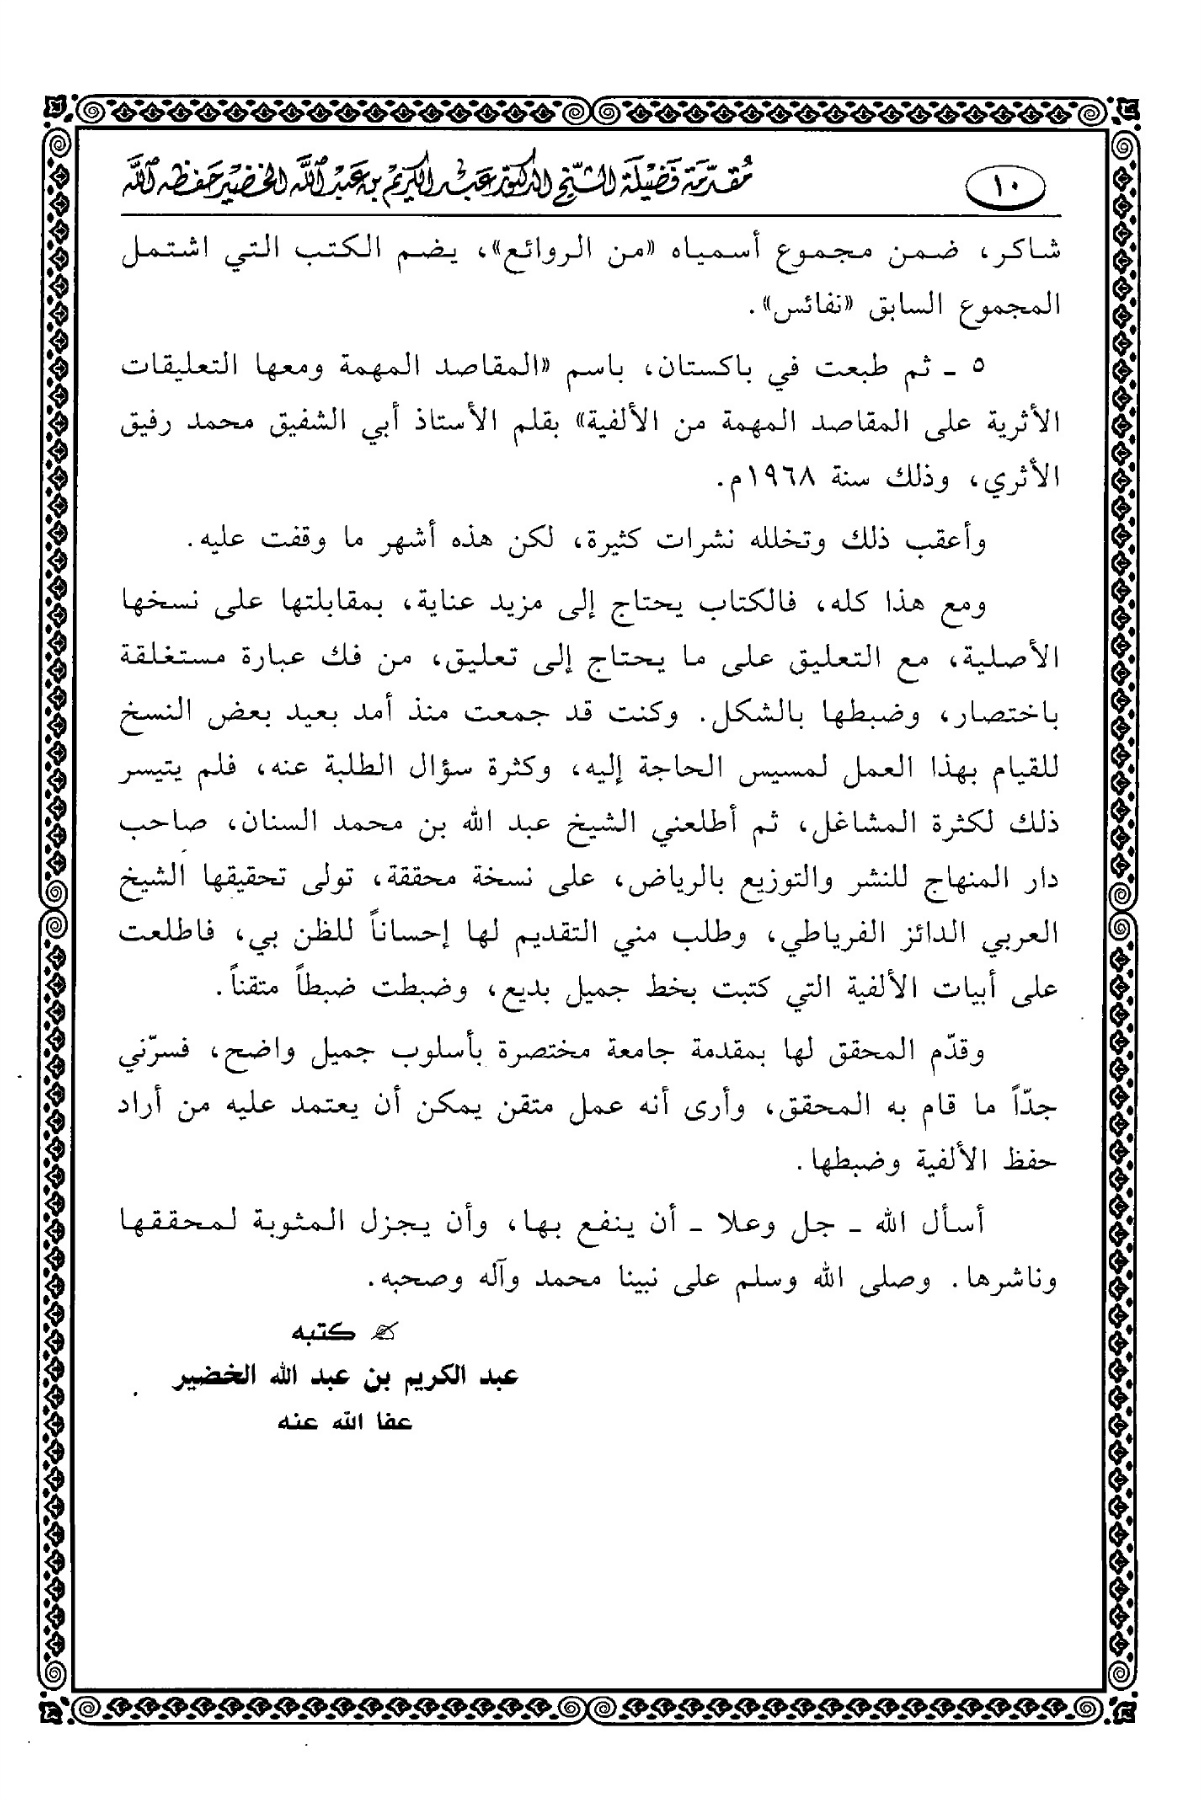 ١٠
مُقدّمَة فَضيْلَة الشَّيْخ الدكتور عَبْد الكَريْم بن عَبْد اللَّه الخضيْر حَفظه اللَّه
شاكر، ضمن مجموع أسمياه «من الروائع»، يضم الكتب التي اشتمل
المجموع السابق «نفائس».
٥ ـ ثم طبعت في باكستان، باسم «المقاصد المهمة ومعها التعليقات
الأثرية على المقاصد المهمة من الألفية» بقلم الأستاذ أبي الشفيق محمد رفيق
الأثري، وذلك سنة ١٩٦٨م.
وأعقب ذلك وتخلله نشرات كثيرة، لكن هذه أشهر ما وقفت عليه.
ومع هذا كله، فالكتاب يحتاج إلى مزيد عناية، بمقابلتها على نسخها
الأصلية، مع التعليق على ما يحتاج إلى تعليق، من فك عبارة مستغلقة
باختصار، وضبطها بالشكل. وكنت قد جمعت منذ أمد بعيد بعض النسخ
للقيام بهذا العمل لمسيس الحاجة إليه، وكثرة سؤال الطلبة عنه، فلم يتيسر
ذلك لكثرة المشاغل، ثم أطلعني الشيخ عبد الله بن محمد السنان، صاحب
دار المنهاج للنشر والتوزيع بالرياض، على نسخة محققة، تولى تحقيقها الشيخ
العربي الدائز الفرياطي، وطلب مني التقديم لها إحساناً للظن بي، فاطلعت
على أبيات الألفية التي كتبت بخط جميل بديع، وضبطت ضبطاً متقناً.
وقدّم المحقق لها بمقدمة جامعة مختصرة بأسلوب جميل واضح، فسرّني
جدّاً ما قام به المحقق، وأرى أنه عمل متقن يمكن أن يعتمد عليه من أراد
حفظ الألفية وضبطها.
أسأل الله ـ جل وعلا ـ أن ينفع بها، وأن يجزل المثوبة لمحققها
وناشرها. وصلى الله وسلم على نبينا محمد وآله وصحبه.
✍ كتبه
عبد الكريم بن عبد الله الخضير
عفا الله عنه